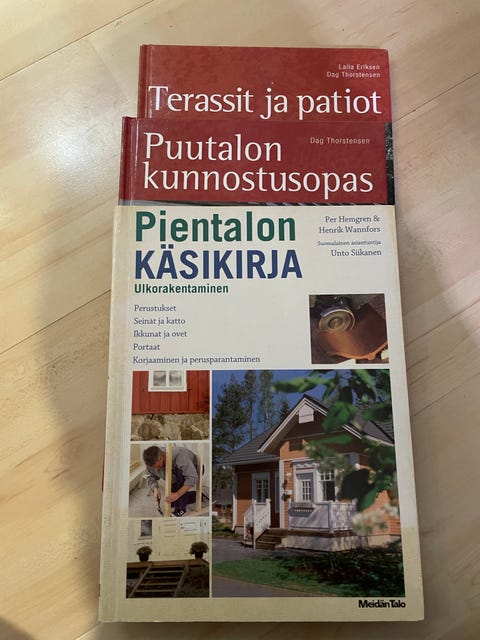 Laila Eriksen
Dag Thorstensen
Terassit ja patiot
Dag Thorstensen
Puutalon
kunnostusopas
Pientalon
KÄSIKIRJA
Ulkorakentaminen
Per Hemgren &
Henrik Wannfors
Suomalainen asiantuntija
Unto Siikanen
Perustukset
Seinät ja katto
Ikkunat ja ovet
Portaat
Korjaaminen ja perusparantaminen
MeidänTalo